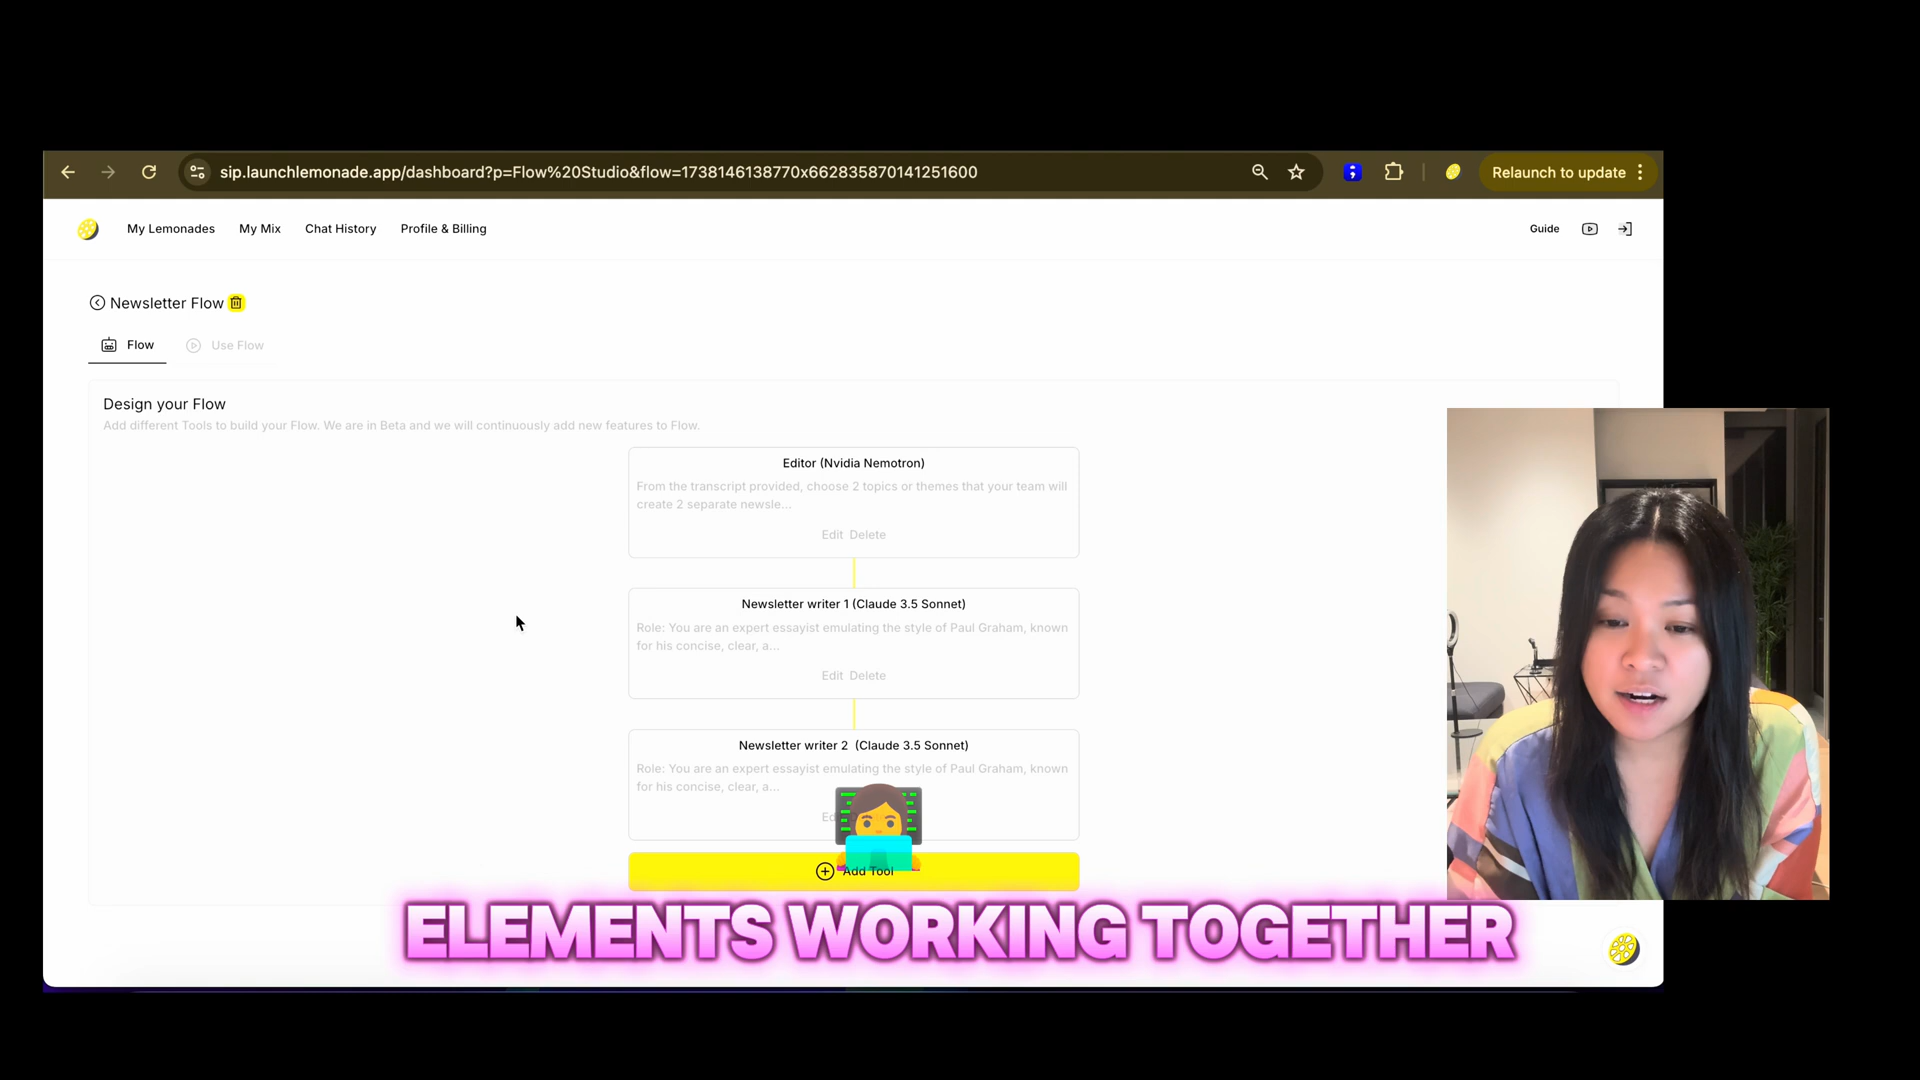 sip.launchlemonade.app/dashboard?p=Flow%20Studio&flow=1738146138770x662835870141251600
Relaunch to update
My Lemonades My Mix Chat History Profile & Billing Guide
Newsletter Flow
Flow Use Flow
Design your Flow
Add different Tools to build your Flow. We are in Beta and we will continuously add new features to Flow.
Editor (Nvidia Nemotron)
From the transcript provided, choose 2 topics or themes that your team will
create 2 separate newsle...
Edit Delete
Newsletter writer 1 (Claude 3.5 Sonnet)
Role: You are an expert essayist emulating the style of Paul Graham, known
for his concise, clear, a...
Edit Delete
Newsletter writer 2 (Claude 3.5 Sonnet)
Role: You are an expert essayist emulating the style of Paul Graham, known
for his concise, clear, a...
Add Tool
ELEMENTS WORKING TOGETHER